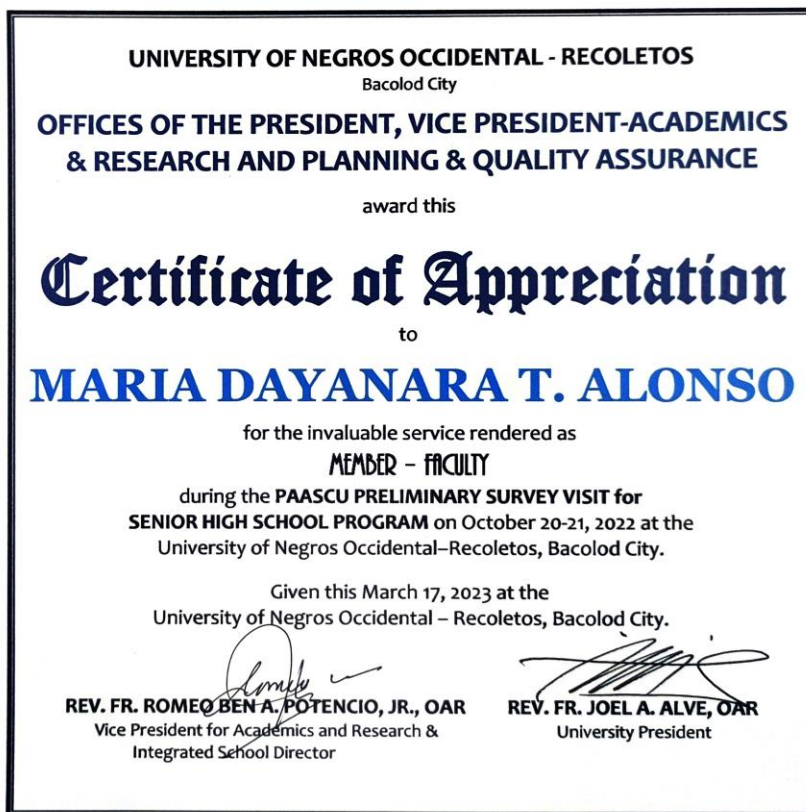 UNIVERSITY OF NEGROS OCCIDENTAL - RECOLETOS
Bacolod City
OFFICES OF THE PRESIDENT, VICE PRESIDENT-ACADEMICS
& RESEARCH AND PLANNING & QUALITY ASSURANCE
award this
Certificate of Appreciation
to
MARIA DAYANARA T. ALONSO
for the invaluable service rendered as
MEMBER – FACULTY
during the PAASCU PRELIMINARY SURVEY VISIT for
SENIOR HIGH SCHOOL PROGRAM on October 20-21, 2022 at the
University of Negros Occidental–Recoletos, Bacolod City.
Given this March 17, 2023 at the
University of Negros Occidental – Recoletos, Bacolod City.
REV. FR. ROMEO BEN A. POTENCIO, JR., OAR
Vice President for Academics and Research &
Integrated School Director
REV. FR. JOEL A. ALVE, OAR
University President